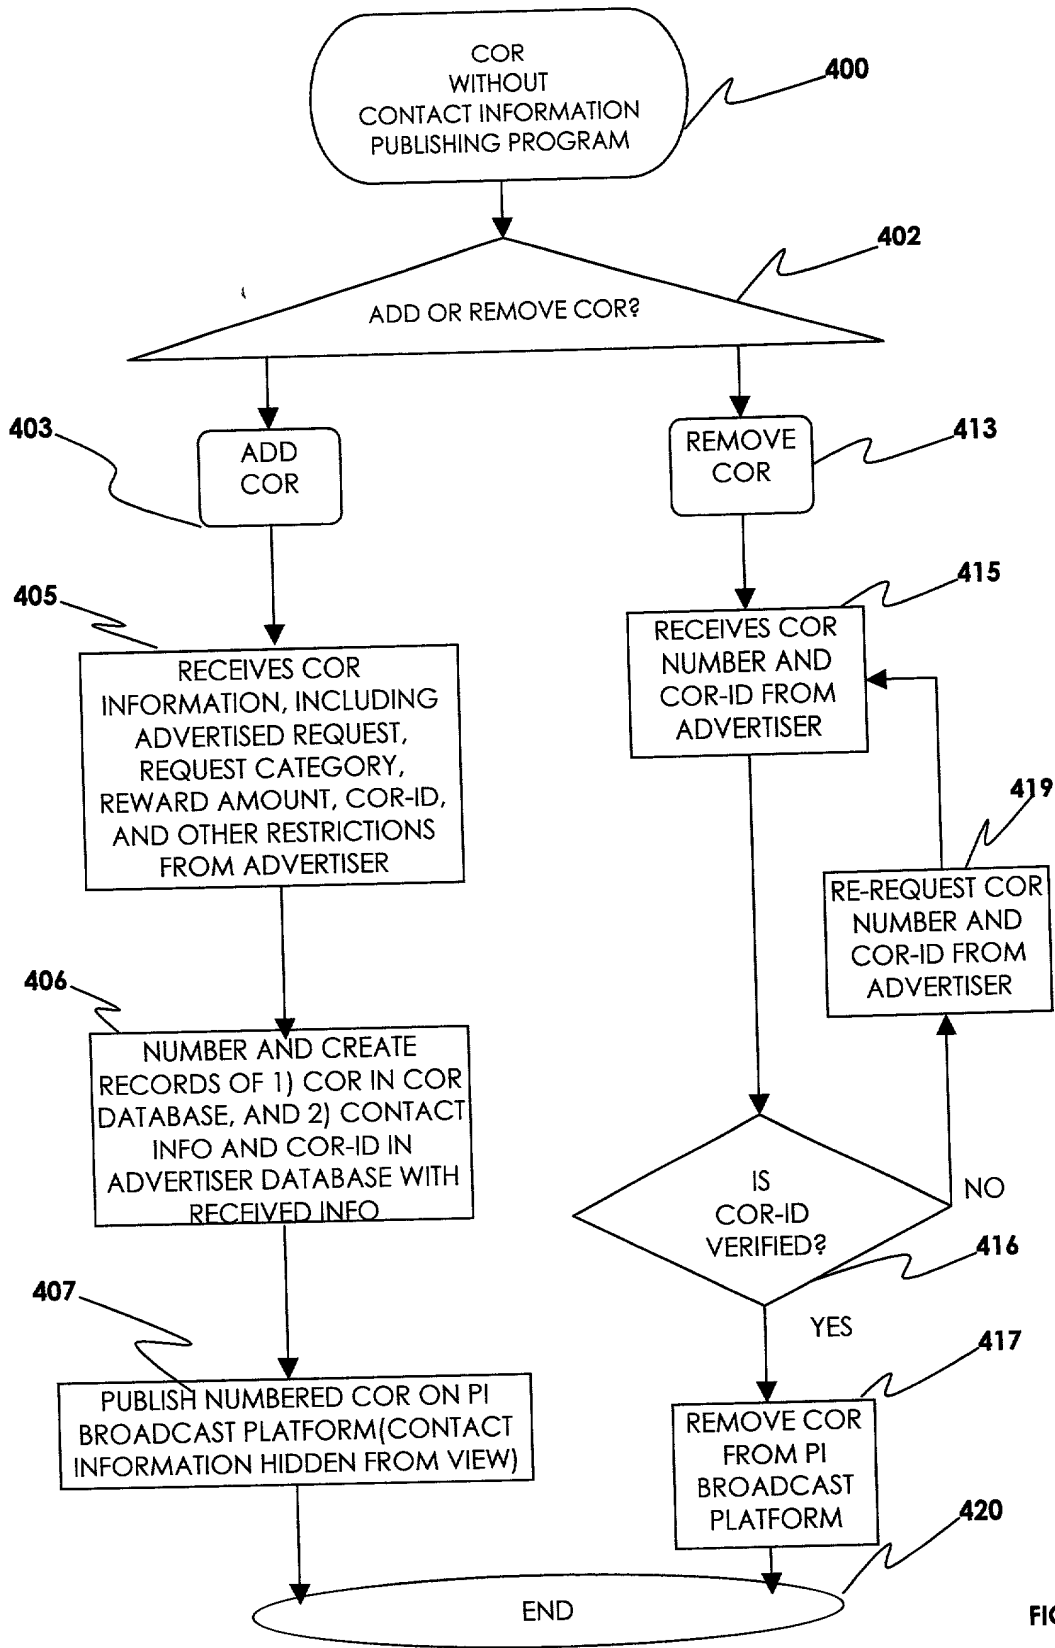 COR
WITHOUT
CONTACT INFORMATION
PUBLISHING PROGRAM
400
402
ADD OR REMOVE COR?
403
ADD
COR
REMOVE
COR
413
405
RECEIVES COR
INFORMATION, INCLUDING
ADVERTISED REQUEST,
REQUEST CATEGORY,
REWARD AMOUNT, COR-ID,
AND OTHER RESTRICTIONS
FROM ADVERTISER
415
RECEIVES COR
NUMBER AND
COR-ID FROM
ADVERTISER
419
RE-REQUEST COR
NUMBER AND
COR-ID FROM
ADVERTISER
406
NUMBER AND CREATE
RECORDS OF 1) COR IN COR
DATABASE, AND 2) CONTACT
INFO AND COR-ID IN
ADVERTISER DATABASE WITH
RECEIVED INFO
IS
COR-ID
VERIFIED?
NO
416
YES
407
PUBLISH NUMBERED COR ON PI
BROADCAST PLATFORM(CONTACT
INFORMATION HIDDEN FROM VIEW)
417
REMOVE COR
FROM PI
BROADCAST
PLATFORM
420
END